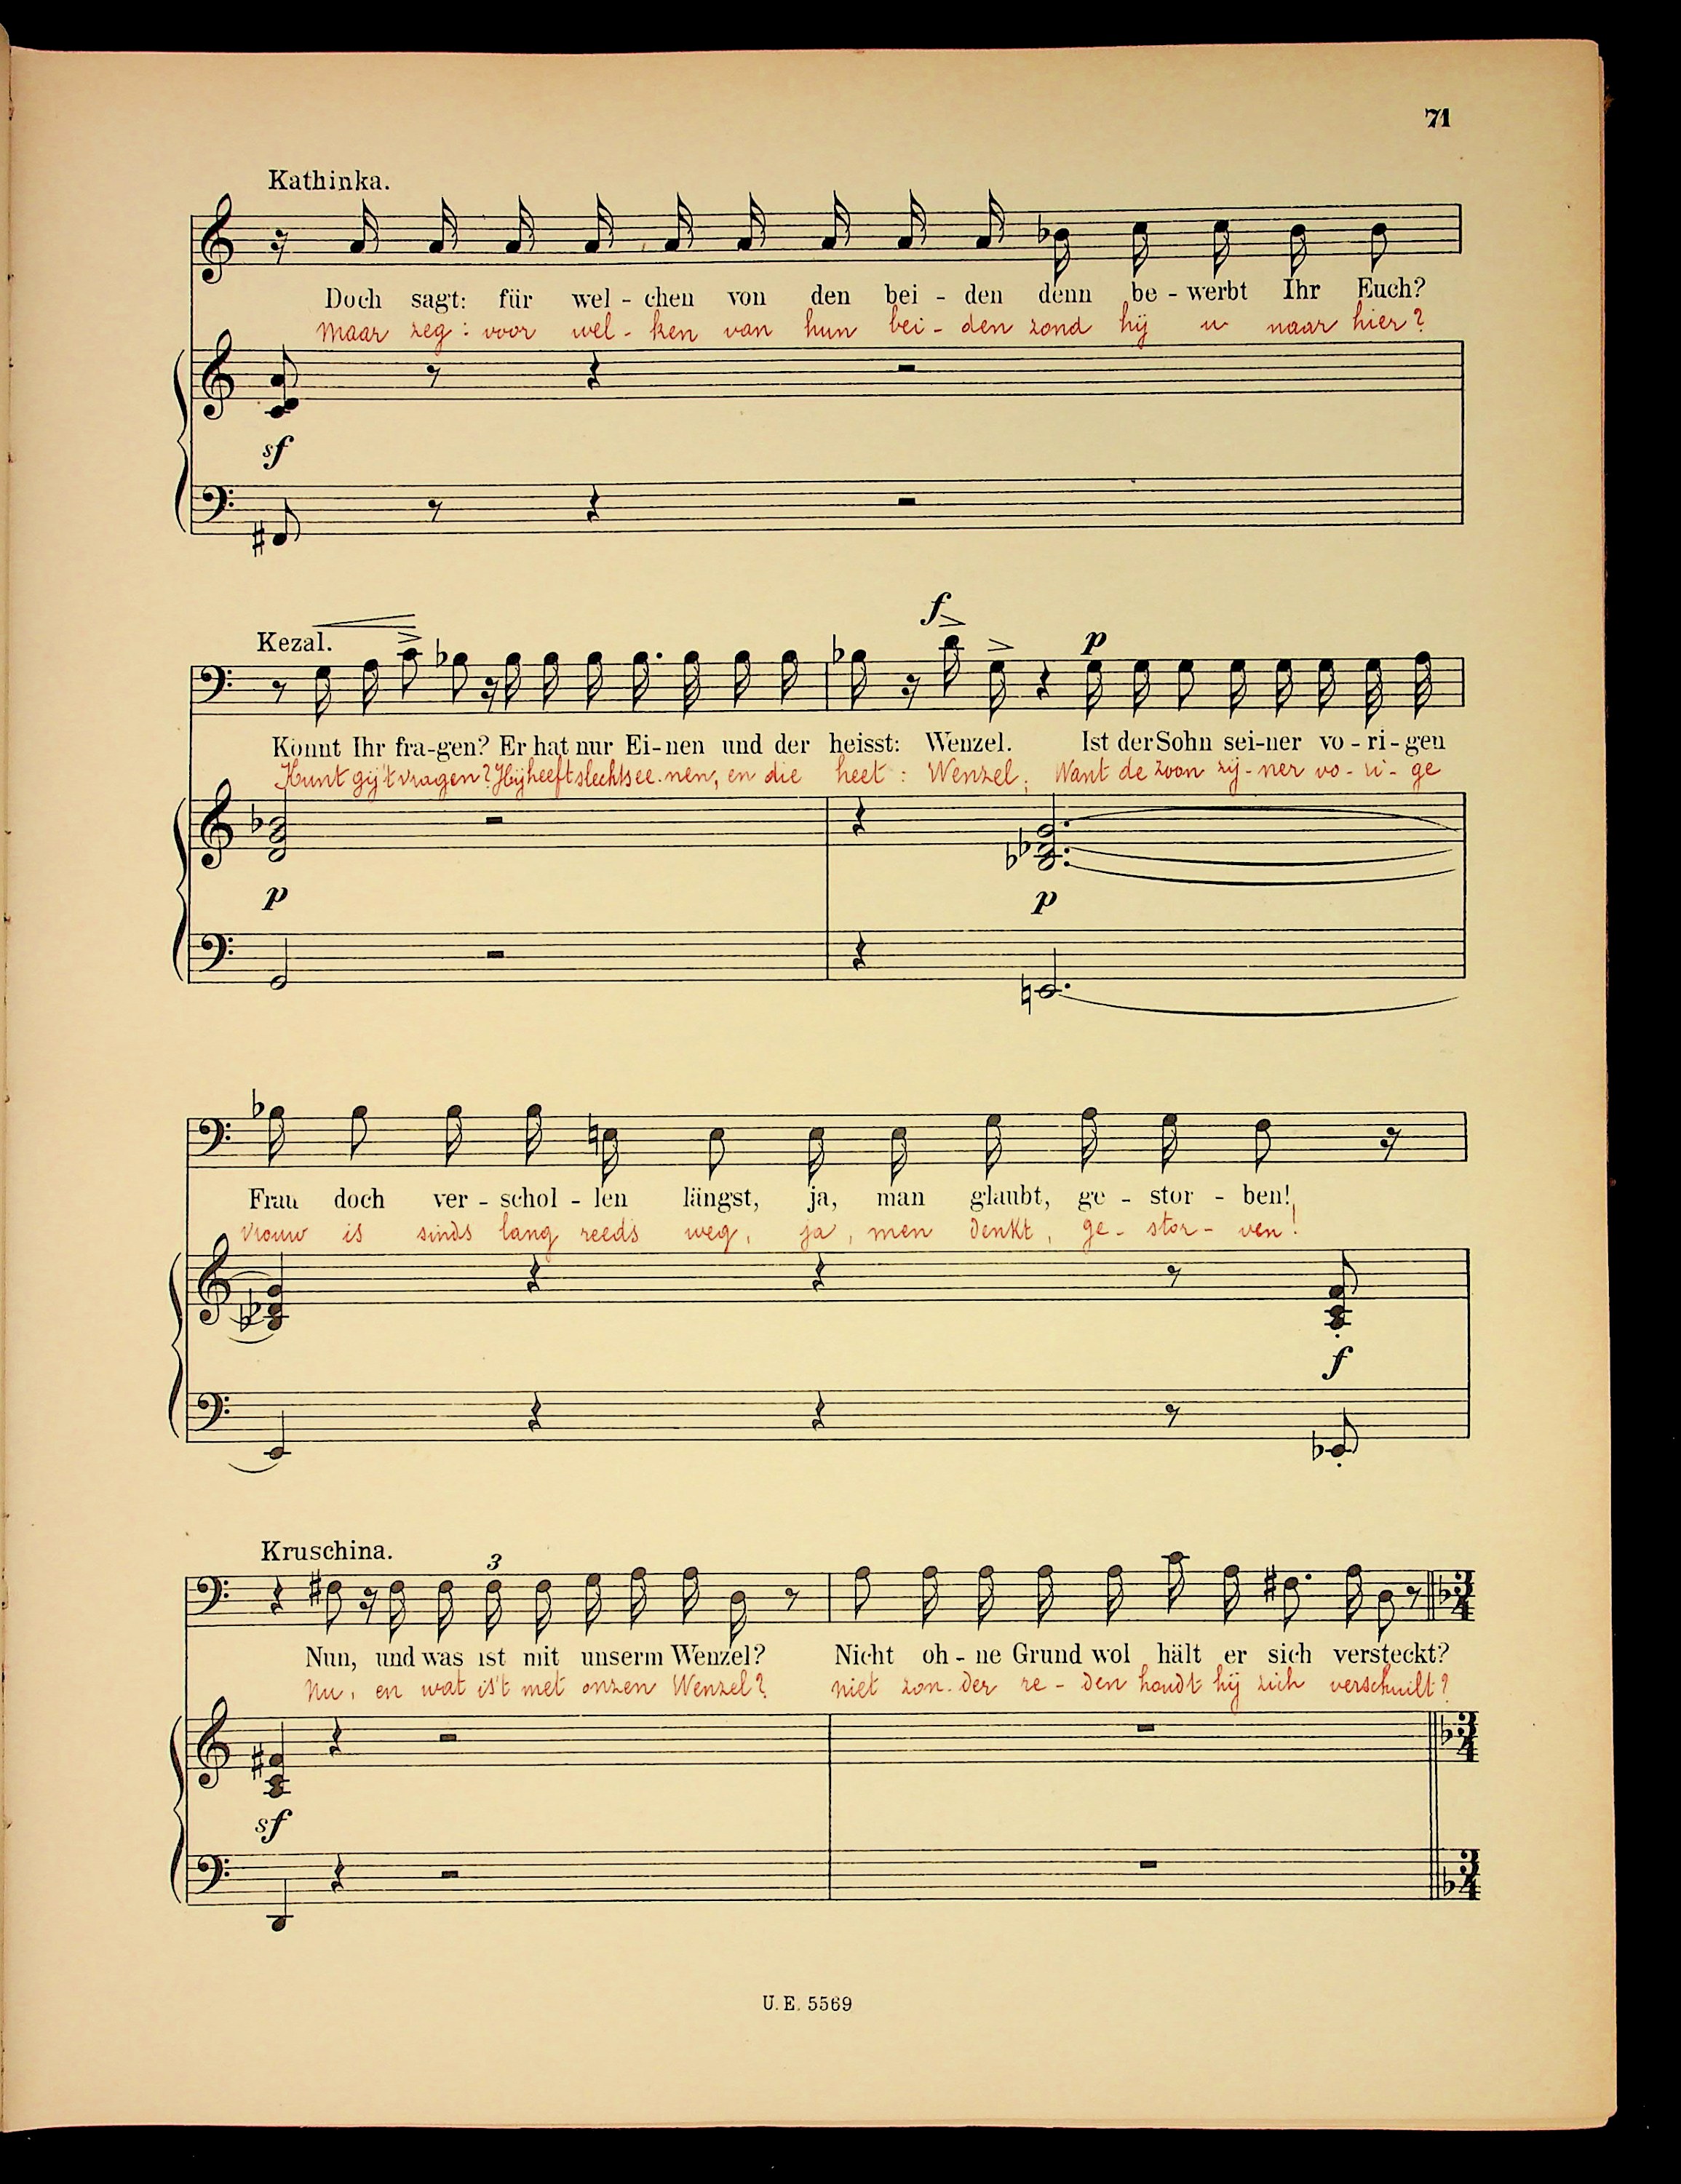 71
Kathinka.
Doch sagt: für wel - chen von den bei - den denn be - werbt Ihr Euch?
Maar zeg: voor wel - ken van hun bei - den zond hij u naar hier?
sf
f
Kezal.
p
Könnt Ihr fra-gen? Er hat nur Ei-nen und der heisst: Wenzel. Ist der Sohn sei-ner vo-ri-gen
Kunt gij't vragen? Hij heeft slechts ee-nen, en die heet: Wenzel. Want de zoon zij-ner vo-ri-ge
p p
Frau doch ver - schol - len längst, ja, man glaubt, ge - stor - ben!
vrouw is sinds lang reeds weg, ja, men denkt, ge - stor - ven!
f
Kruschina.
3
Nun, und was ist mit unserm Wenzel? Nicht oh - ne Grund wol hält er sich versteckt?
Nu, en wat is't met onzen Wenzel? niet zon-der re - den houdt hij zich verschuilt?
3/4
sf
U. E. 5569